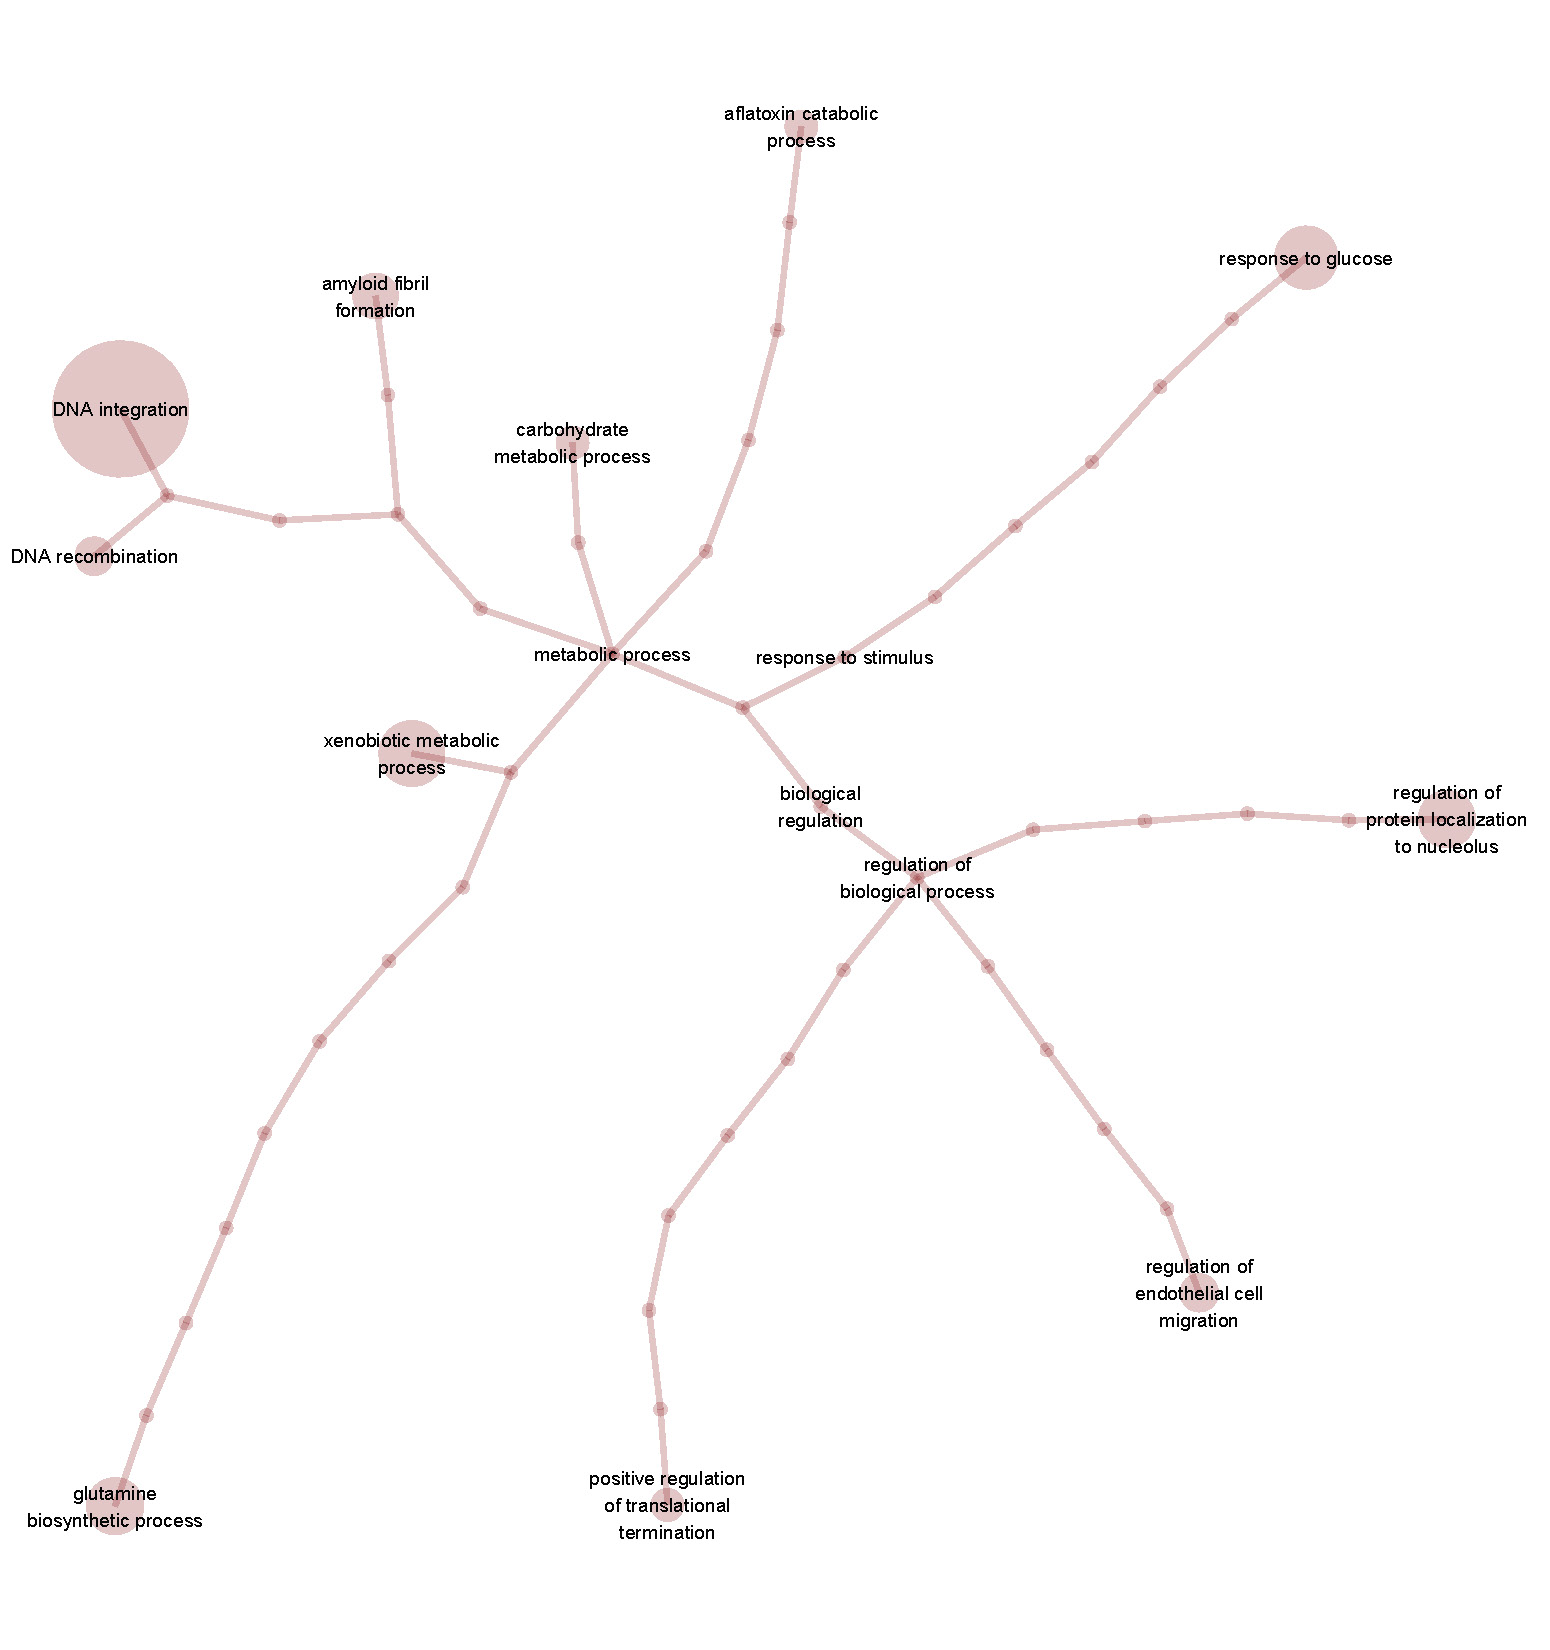 aflatoxin catabolic
process
response to glucose
amyloid fibril
formation
DNA integration
carbohydrate
metabolic process
DNA recombination
metabolic process
response to stimulus
xenobiotic metabolic
process
biological
regulation
regulation of
protein localization
to nucleolus
regulation of
biological process
regulation of
endothelial cell
migration
positive regulation
of translational
termination
glutamine
biosynthetic process